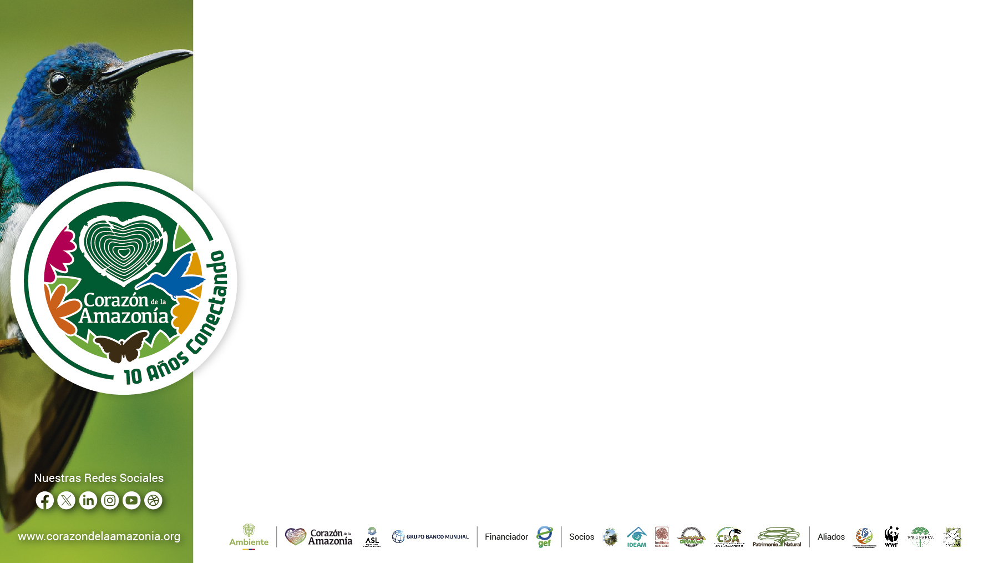 Corazón de la
Amazonía
10 Años Conectando
Nuestras Redes Sociales
www.corazondelaamazonia.org
Ambiente
Corazón de la
Amazonía
ASL
GRUPO BANCO MUNDIAL
Financiador
gef
Socios
IDEAM
Instituto
SINCHI
CORPOAMAZONIA
CDA
Patrimonio Natural
Aliados
WWF